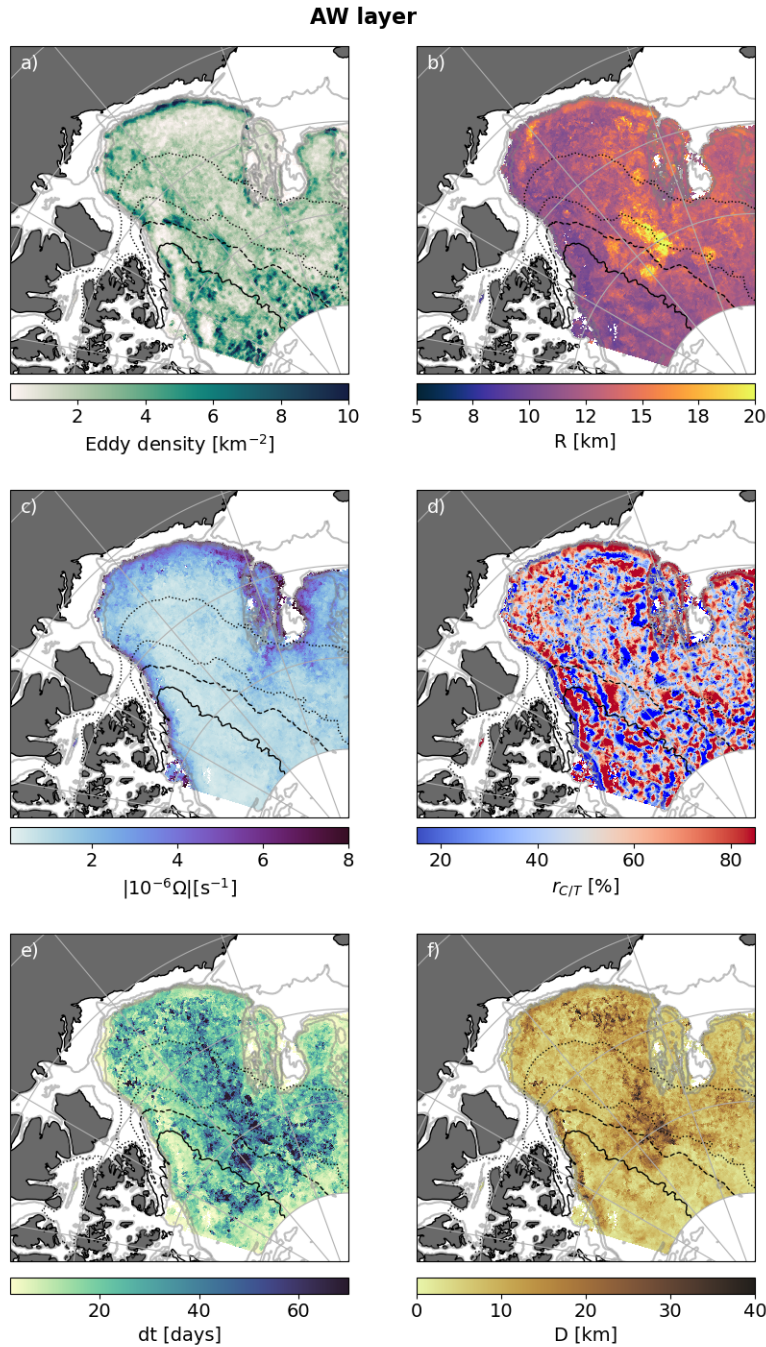 AW layer
a)
b)
2 4 6 8 10
Eddy density [km⁻²]
5 8 10 12 15 18 20
R [km]
c)
d)
2 4 6 8
|10⁻⁶Ω|[s⁻¹]
20 40 60 80
r_{C/T} [%]
e)
f)
20 40 60
dt [days]
0 10 20 30 40
D [km]